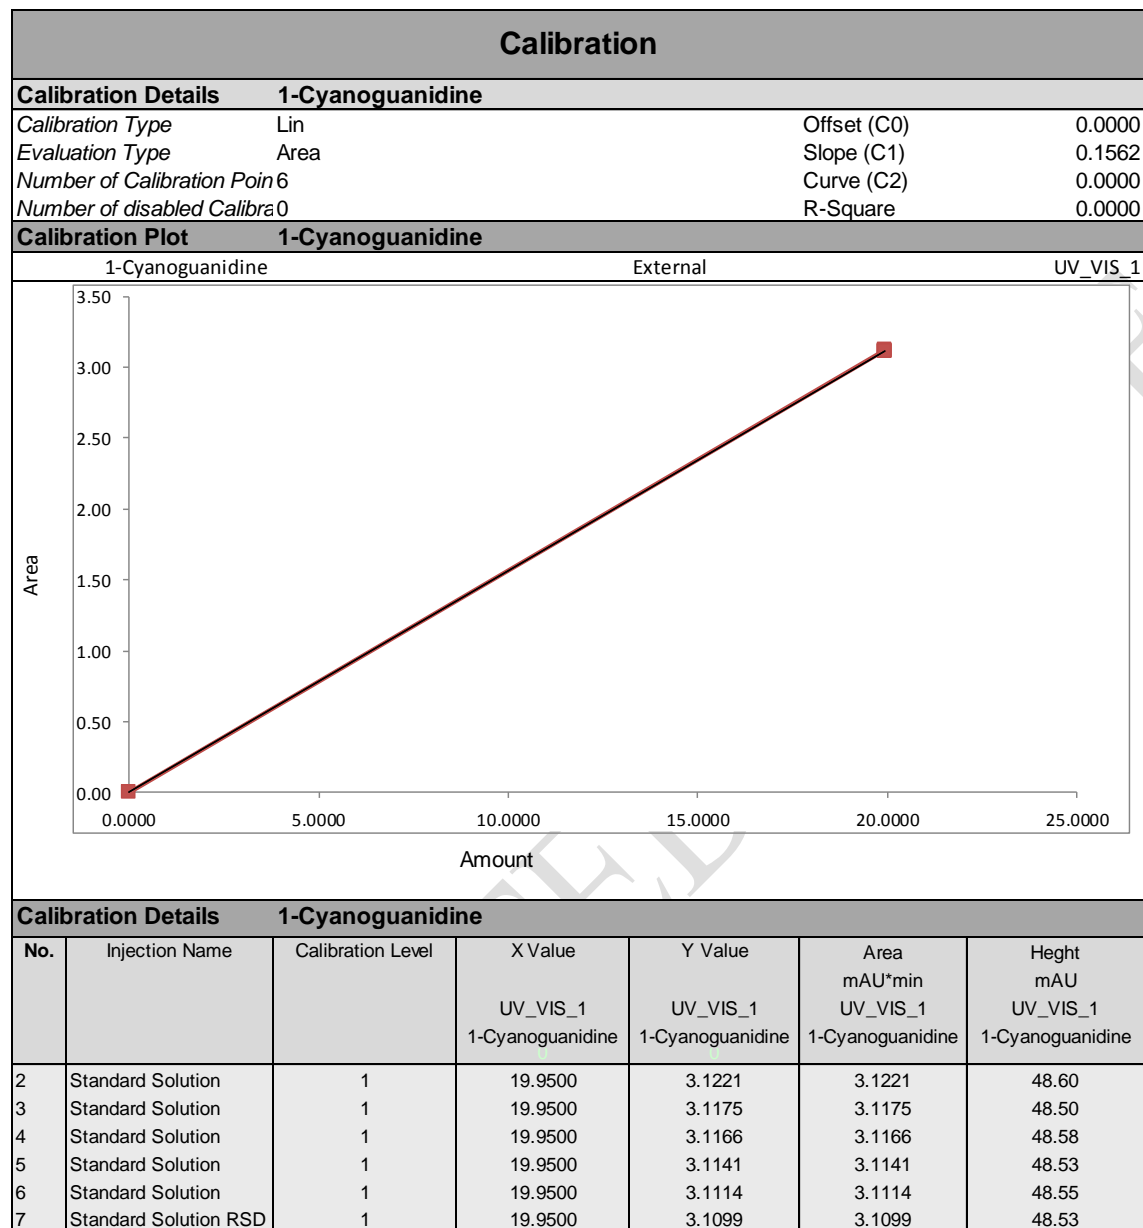 Calibration
Calibration Details 1-Cyanoguanidine
Calibration Type Lin Offset (C0) 0.0000
Evaluation Type Area Slope (C1) 0.1562
Number of Calibration Poin 6 Curve (C2) 0.0000
Number of disabled Calibra 0 R-Square 0.0000
Calibration Plot 1-Cyanoguanidine
1-Cyanoguanidine External UV_VIS_1
3.50
3.00
2.50
2.00
1.50
1.00
0.50
0.00
Area
0.0000 5.0000 10.0000 15.0000 20.0000 25.0000
Amount
Calibration Details 1-Cyanoguanidine
No. Injection Name Calibration Level X Value Y Value Area Heght
mAU*min mAU
UV_VIS_1 UV_VIS_1 UV_VIS_1 UV_VIS_1
1-Cyanoguanidine 1-Cyanoguanidine 1-Cyanoguanidine 1-Cyanoguanidine
2 Standard Solution 1 19.9500 3.1221 3.1221 48.60
3 Standard Solution 1 19.9500 3.1175 3.1175 48.50
4 Standard Solution 1 19.9500 3.1166 3.1166 48.58
5 Standard Solution 1 19.9500 3.1141 3.1141 48.53
6 Standard Solution 1 19.9500 3.1114 3.1114 48.55
7 Standard Solution RSD 1 19.9500 3.1099 3.1099 48.53